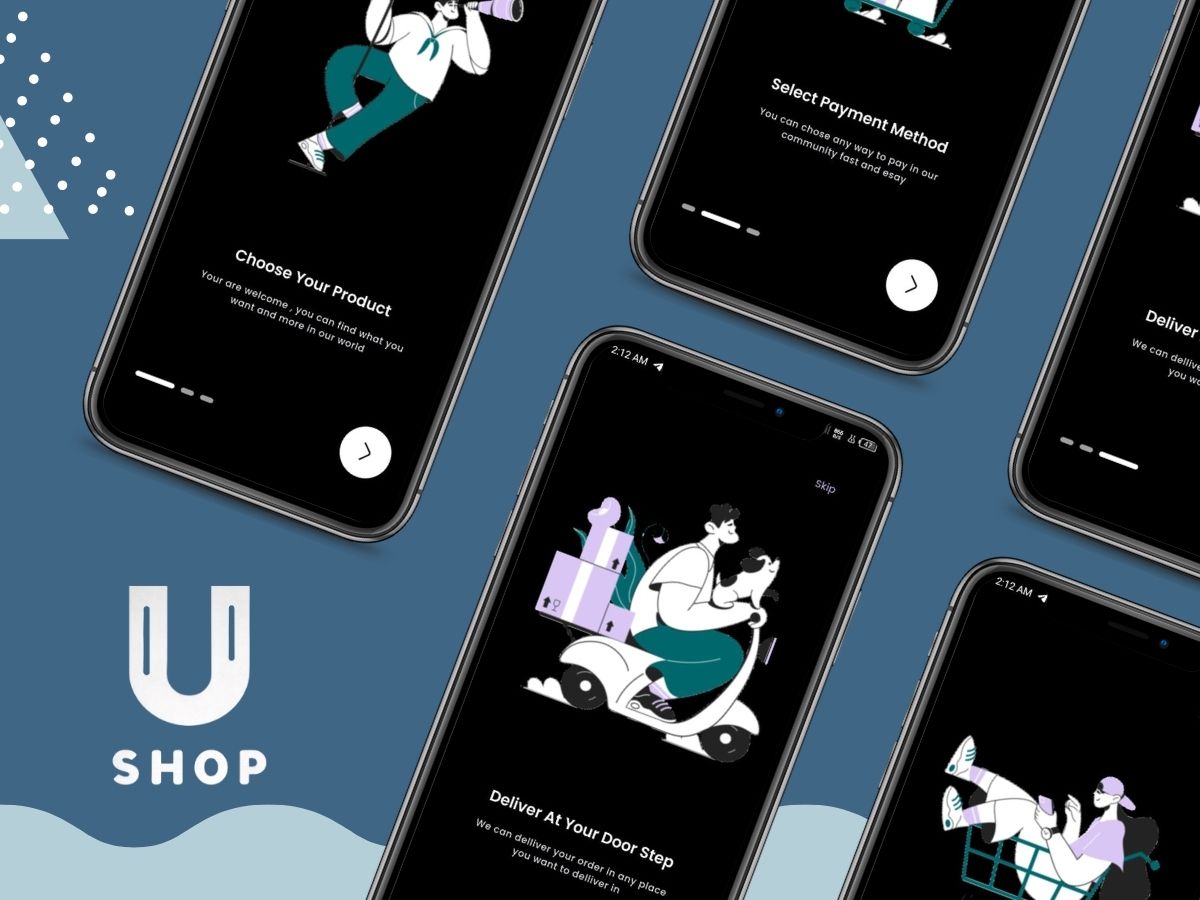 Choose Your Product
Your are welcome , you can find what you
want and more in our world
Select Payment Method
You can chose any way to pay in our
community fast and esay
Deliver
We can delliver
you wa
2:12 AM
Skip
Deliver At Your Door Step
We can delliver your order in any place
you want to delliver in
2:12 AM
U
SHOP